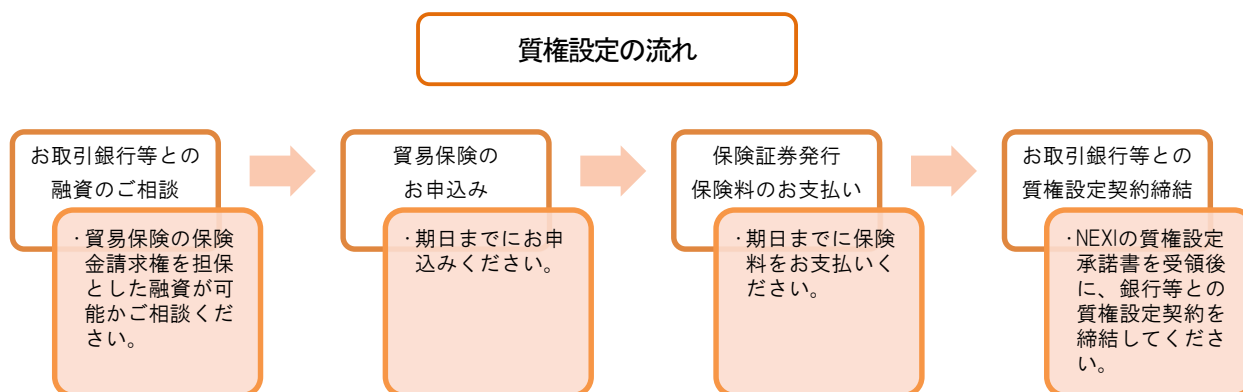 質権設定の流れ
お取引銀行等との
融資のご相談
・貿易保険の保険
金請求権を担保
とした融資が可
能かご相談くだ
さい。
貿易保険の
お申込み
・期日までにお申
込みください。
保険証券発行
保険料のお支払い
・期日までに保険
料をお支払いく
ださい。
お取引銀行等との
質権設定契約締結
・NEXIの質権設定
承諾書を受領後
に、銀行等との
質権設定契約を
締結してくださ
い。